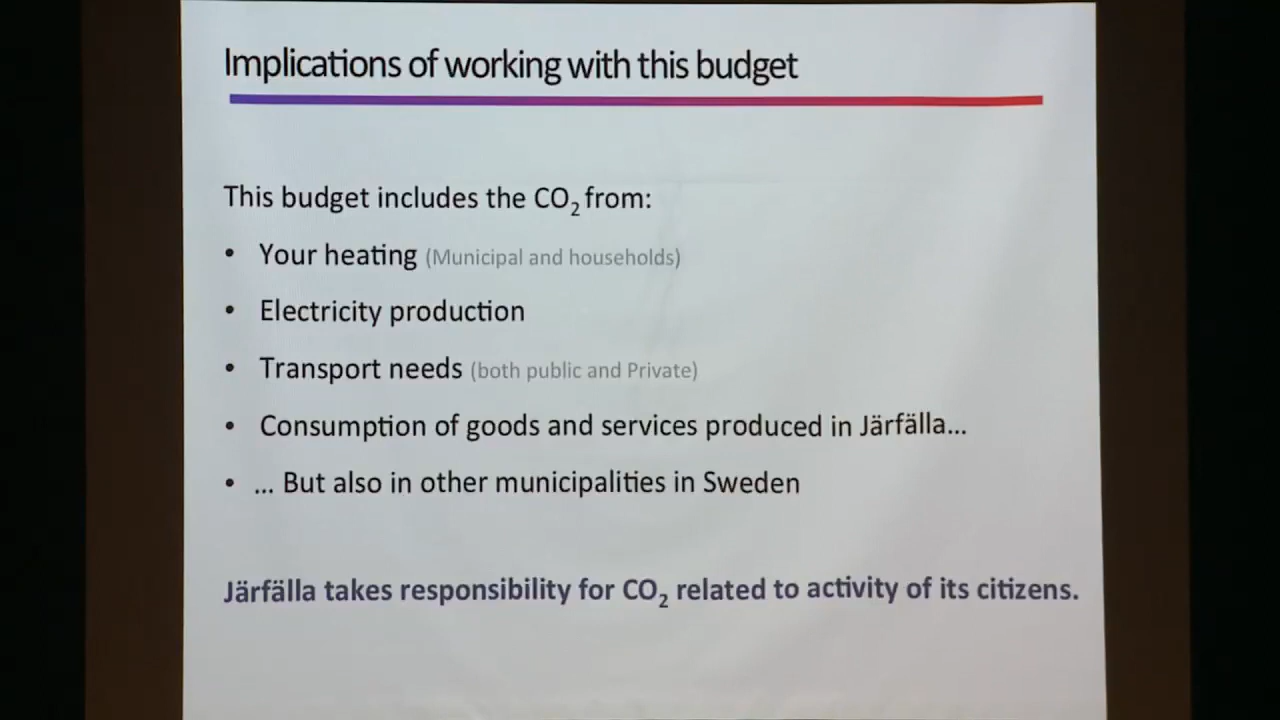 Implications of working with this budget
This budget includes the CO₂ from:
• Your heating (Municipal and households)
• Electricity production
• Transport needs (both public and Private)
• Consumption of goods and services produced in Järfälla...
• ... But also in other municipalities in Sweden
Järfälla takes responsibility for CO₂ related to activity of its citizens.